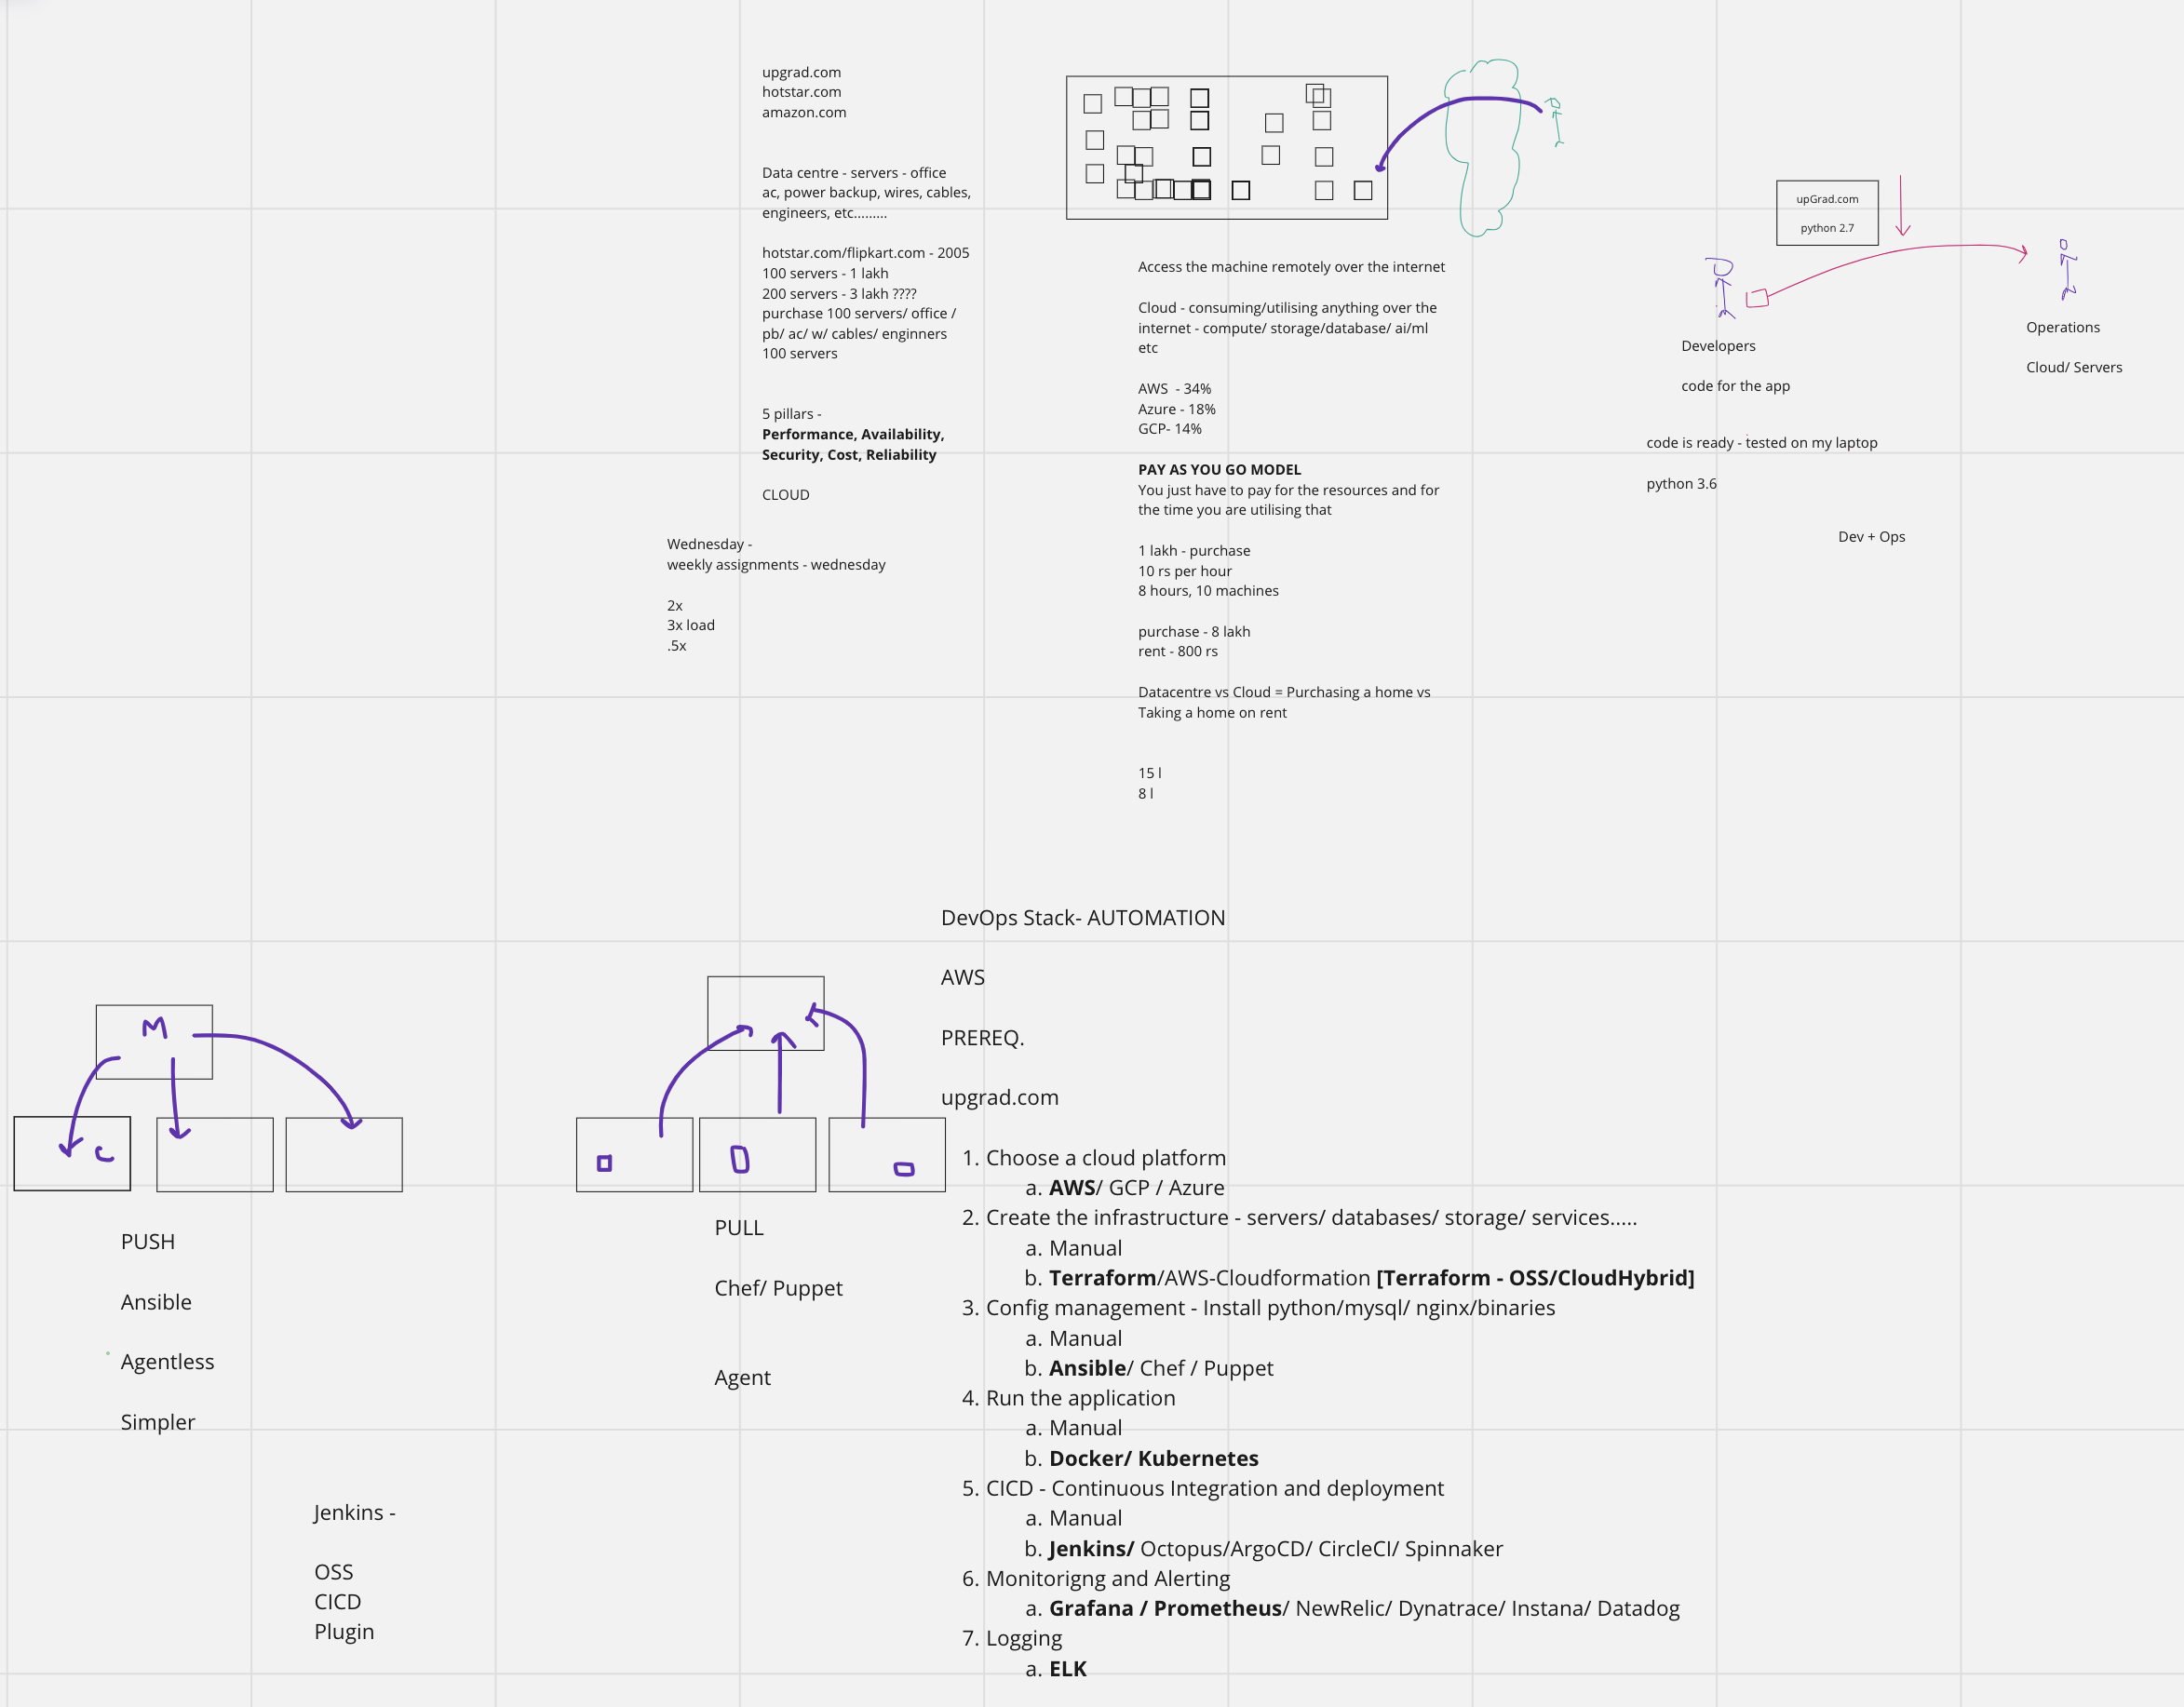 upgrad.com
hotstar.com
amazon.com
Data centre - servers - office
ac, power backup, wires, cables,
engineers, etc.........
hotstar.com/flipkart.com - 2005
100 servers - 1 lakh
200 servers - 3 lakh ????
purchase 100 servers/ office /
pb/ ac/ w/ cables/ enginners
100 servers
5 pillars -
Performance, Availability,
Security, Cost, Reliability
CLOUD
Wednesday -
weekly assignments - wednesday
2x
3x load
.5x
Access the machine remotely over the internet
Cloud - consuming/utilising anything over the
internet - compute/ storage/database/ ai/ml
etc
AWS  - 34%
Azure - 18%
GCP- 14%
PAY AS YOU GO MODEL
You just have to pay for the resources and for
the time you are utilising that
1 lakh - purchase
10 rs per hour
8 hours, 10 machines
purchase - 8 lakh
rent - 800 rs
Datacentre vs Cloud = Purchasing a home vs
Taking a home on rent
15 l
8 l
upGrad.com
python 2.7
Developers
code for the app
Operations
Cloud/ Servers
code is ready - tested on my laptop
python 3.6
Dev + Ops
M
C
PUSH
Ansible
Agentless
Simpler
PULL
Chef/ Puppet
Agent
Jenkins -
OSS
CICD
Plugin
DevOps Stack- AUTOMATION
AWS
PREREQ.
upgrad.com
1. Choose a cloud platform
a. AWS/ GCP / Azure
2. Create the infrastructure - servers/ databases/ storage/ services.....
a. Manual
b. Terraform/AWS-Cloudformation [Terraform - OSS/CloudHybrid]
3. Config management - Install python/mysql/ nginx/binaries
a. Manual
b. Ansible/ Chef / Puppet
4. Run the application
a. Manual
b. Docker/ Kubernetes
5. CICD - Continuous Integration and deployment
a. Manual
b. Jenkins/ Octopus/ArgoCD/ CircleCI/ Spinnaker
6. Monitorigng and Alerting
a. Grafana / Prometheus/ NewRelic/ Dynatrace/ Instana/ Datadog
7. Logging
a. ELK